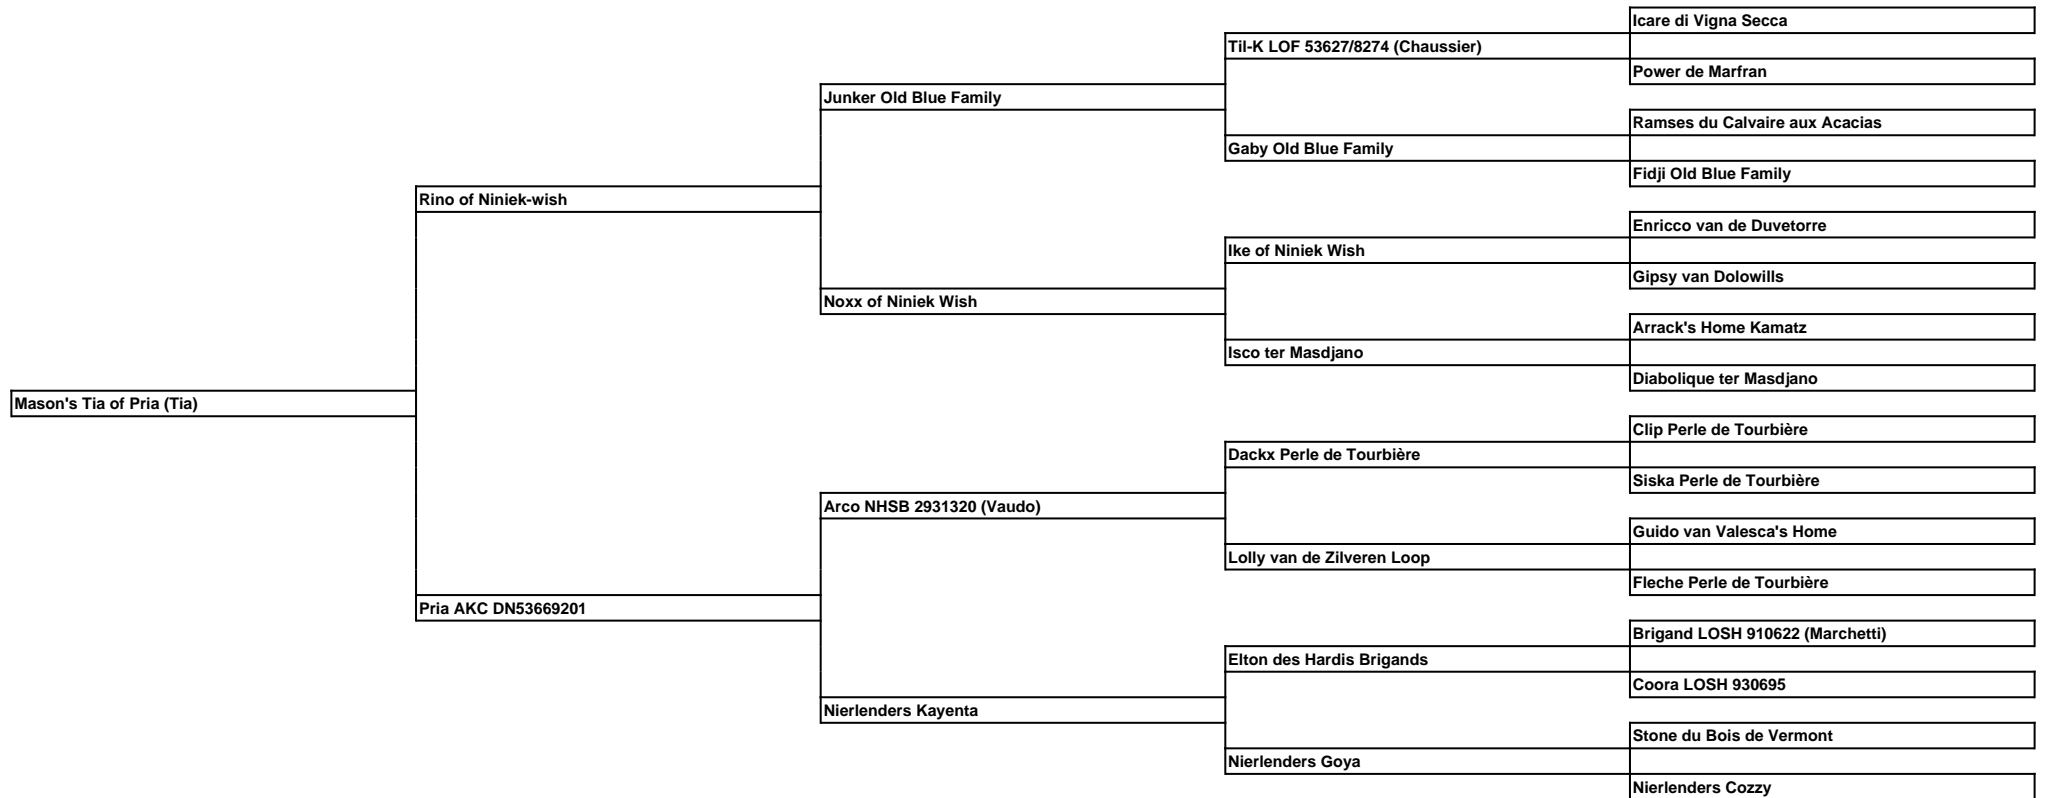 Icare di Vigna Secca
Til-K LOF 53627/8274 (Chaussier)
Power de Marfran
Junker Old Blue Family
Ramses du Calvaire aux Acacias
Gaby Old Blue Family
Fidji Old Blue Family
Rino of Niniek-wish
Enricco van de Duvetorre
Ike of Niniek Wish
Gipsy van Dolowills
Noxx of Niniek Wish
Arrack's Home Kamatz
Isco ter Masdjano
Diabolique ter Masdjano
Mason's Tia of Pria (Tia)
Clip Perle de Tourbière
Dackx Perle de Tourbière
Siska Perle de Tourbière
Arco NHSB 2931320 (Vaudo)
Guido van Valesca's Home
Lolly van de Zilveren Loop
Fleche Perle de Tourbière
Pria AKC DN53669201
Brigand LOSH 910622 (Marchetti)
Elton des Hardis Brigands
Coora LOSH 930695
Nierlenders Kayenta
Stone du Bois de Vermont
Nierlenders Goya
Nierlenders Cozzy